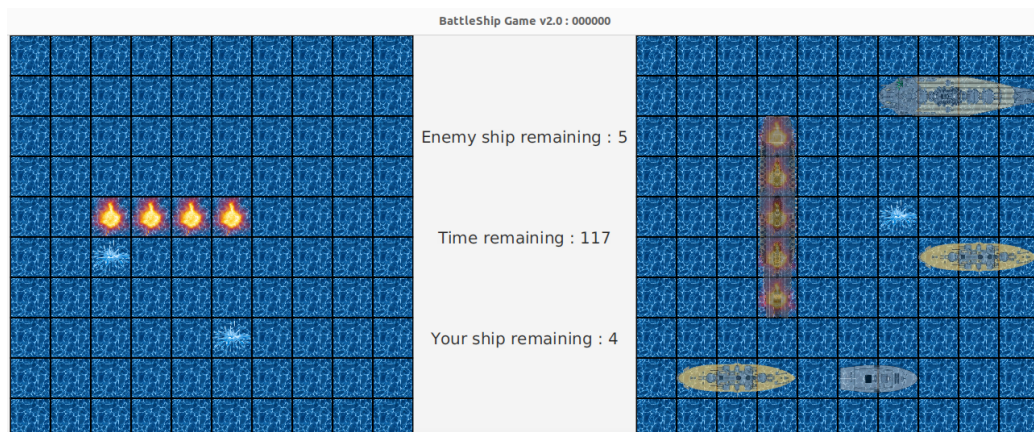 BattleShip Game v2.0 : 000000
Enemy ship remaining : 5
Time remaining : 117
Your ship remaining : 4